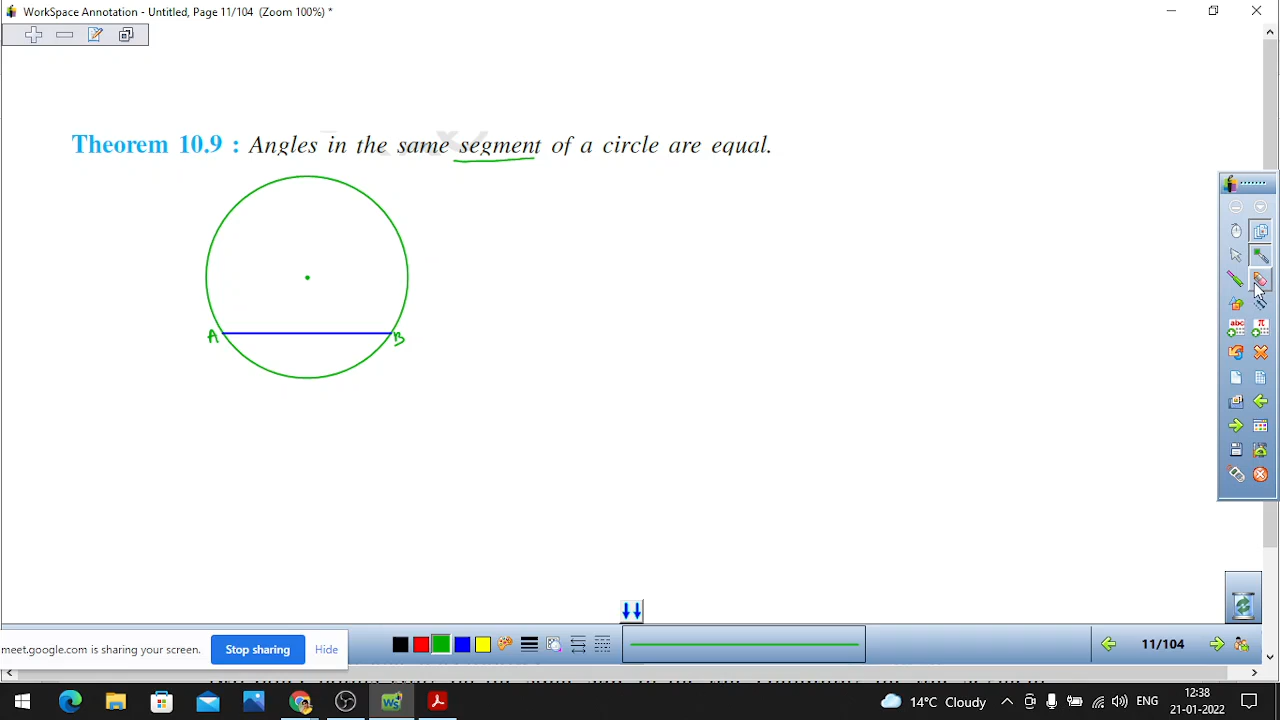 WorkSpace Annotation - Untitled, Page 11/104 (Zoom 100%) *
Theorem 10.9 : Angles in the same segment of a circle are equal.
A
B
abc
π
meet.google.com is sharing your screen.
Stop sharing
Hide
11/104
14°C Cloudy
ENG
12:38
21-01-2022